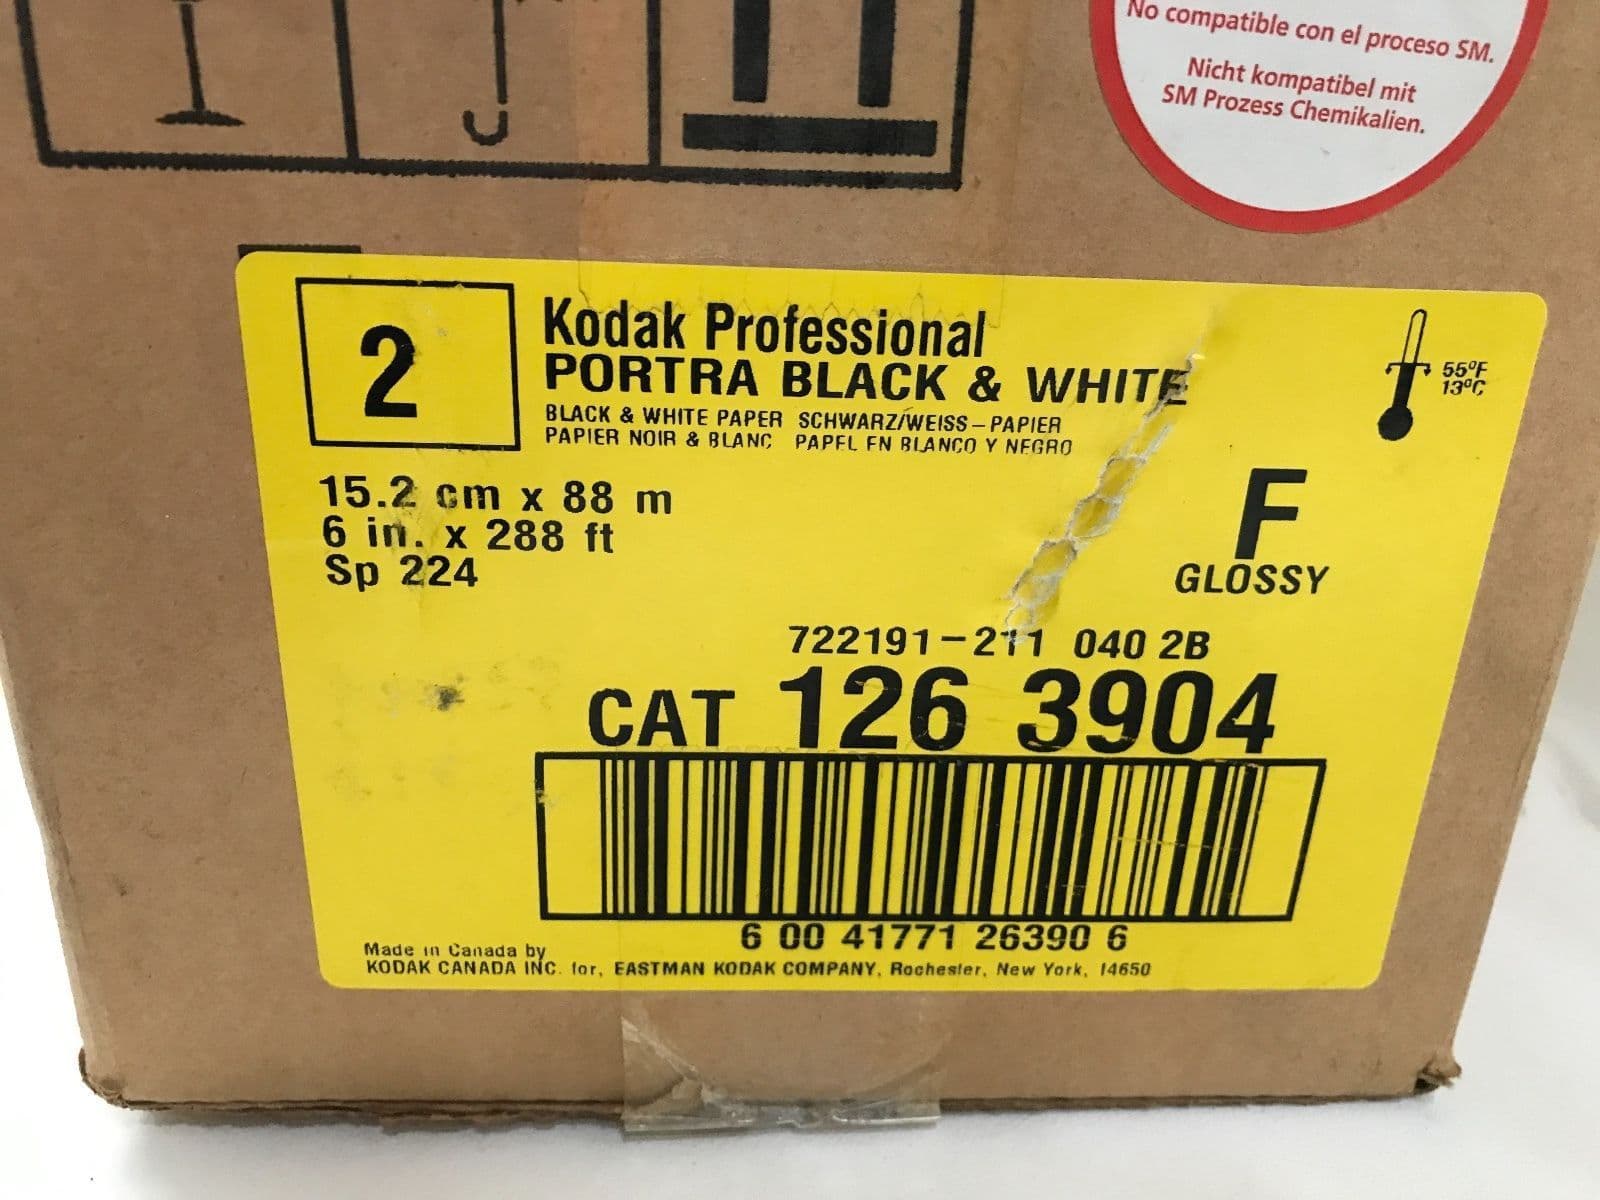 No compatible con el proceso SM.
Nicht kompatibel mit
SM Prozess Chemikalien.
2
Kodak Professional
PORTRA BLACK & WHITE
BLACK & WHITE PAPER SCHWARZ/WEISS-PAPIER
PAPIER NOIR & BLANC PAPEL EN BLANCO Y NEGRO
55ºF
13ºC
15.2 cm x 88 m
6 in. x 288 ft
Sp 224
F
GLOSSY
722191-211 040 2B
CAT 126 3904
6 00 41771 26390 6
Made in Canada by
KODAK CANADA INC. for, EASTMAN KODAK COMPANY, Rochester, New York, 14650